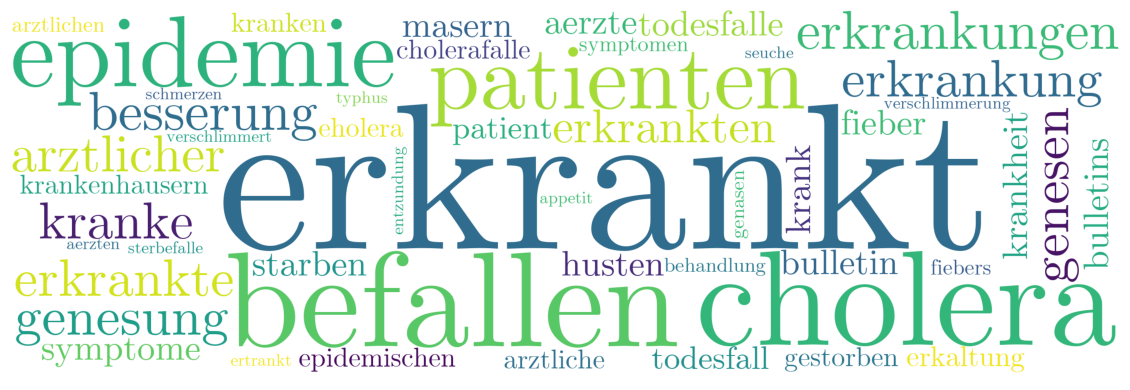 arztlichen
kranken
masern
aerzte
todesfalle
erkrankungen
epidemie
cholerafalle
symptomen
seuche
patienten
erkrankung
schmerzen
typhus
verschlimmerung
besserung
verschlimmert
eholera
patient
erkrankten
fieber
arztlicher
erkrankt
krankenhausern
entzundung
appetit
genasen
krank
krankheit
genesen
bulletins
kranke
aerzten
sterbefalle
starben
husten
behandlung
bulletin
fiebers
erkrankte
befallen
cholera
genesung
symptome
ertrankt
epidemischen
arztliche
todesfall
gestorben
erkaltung